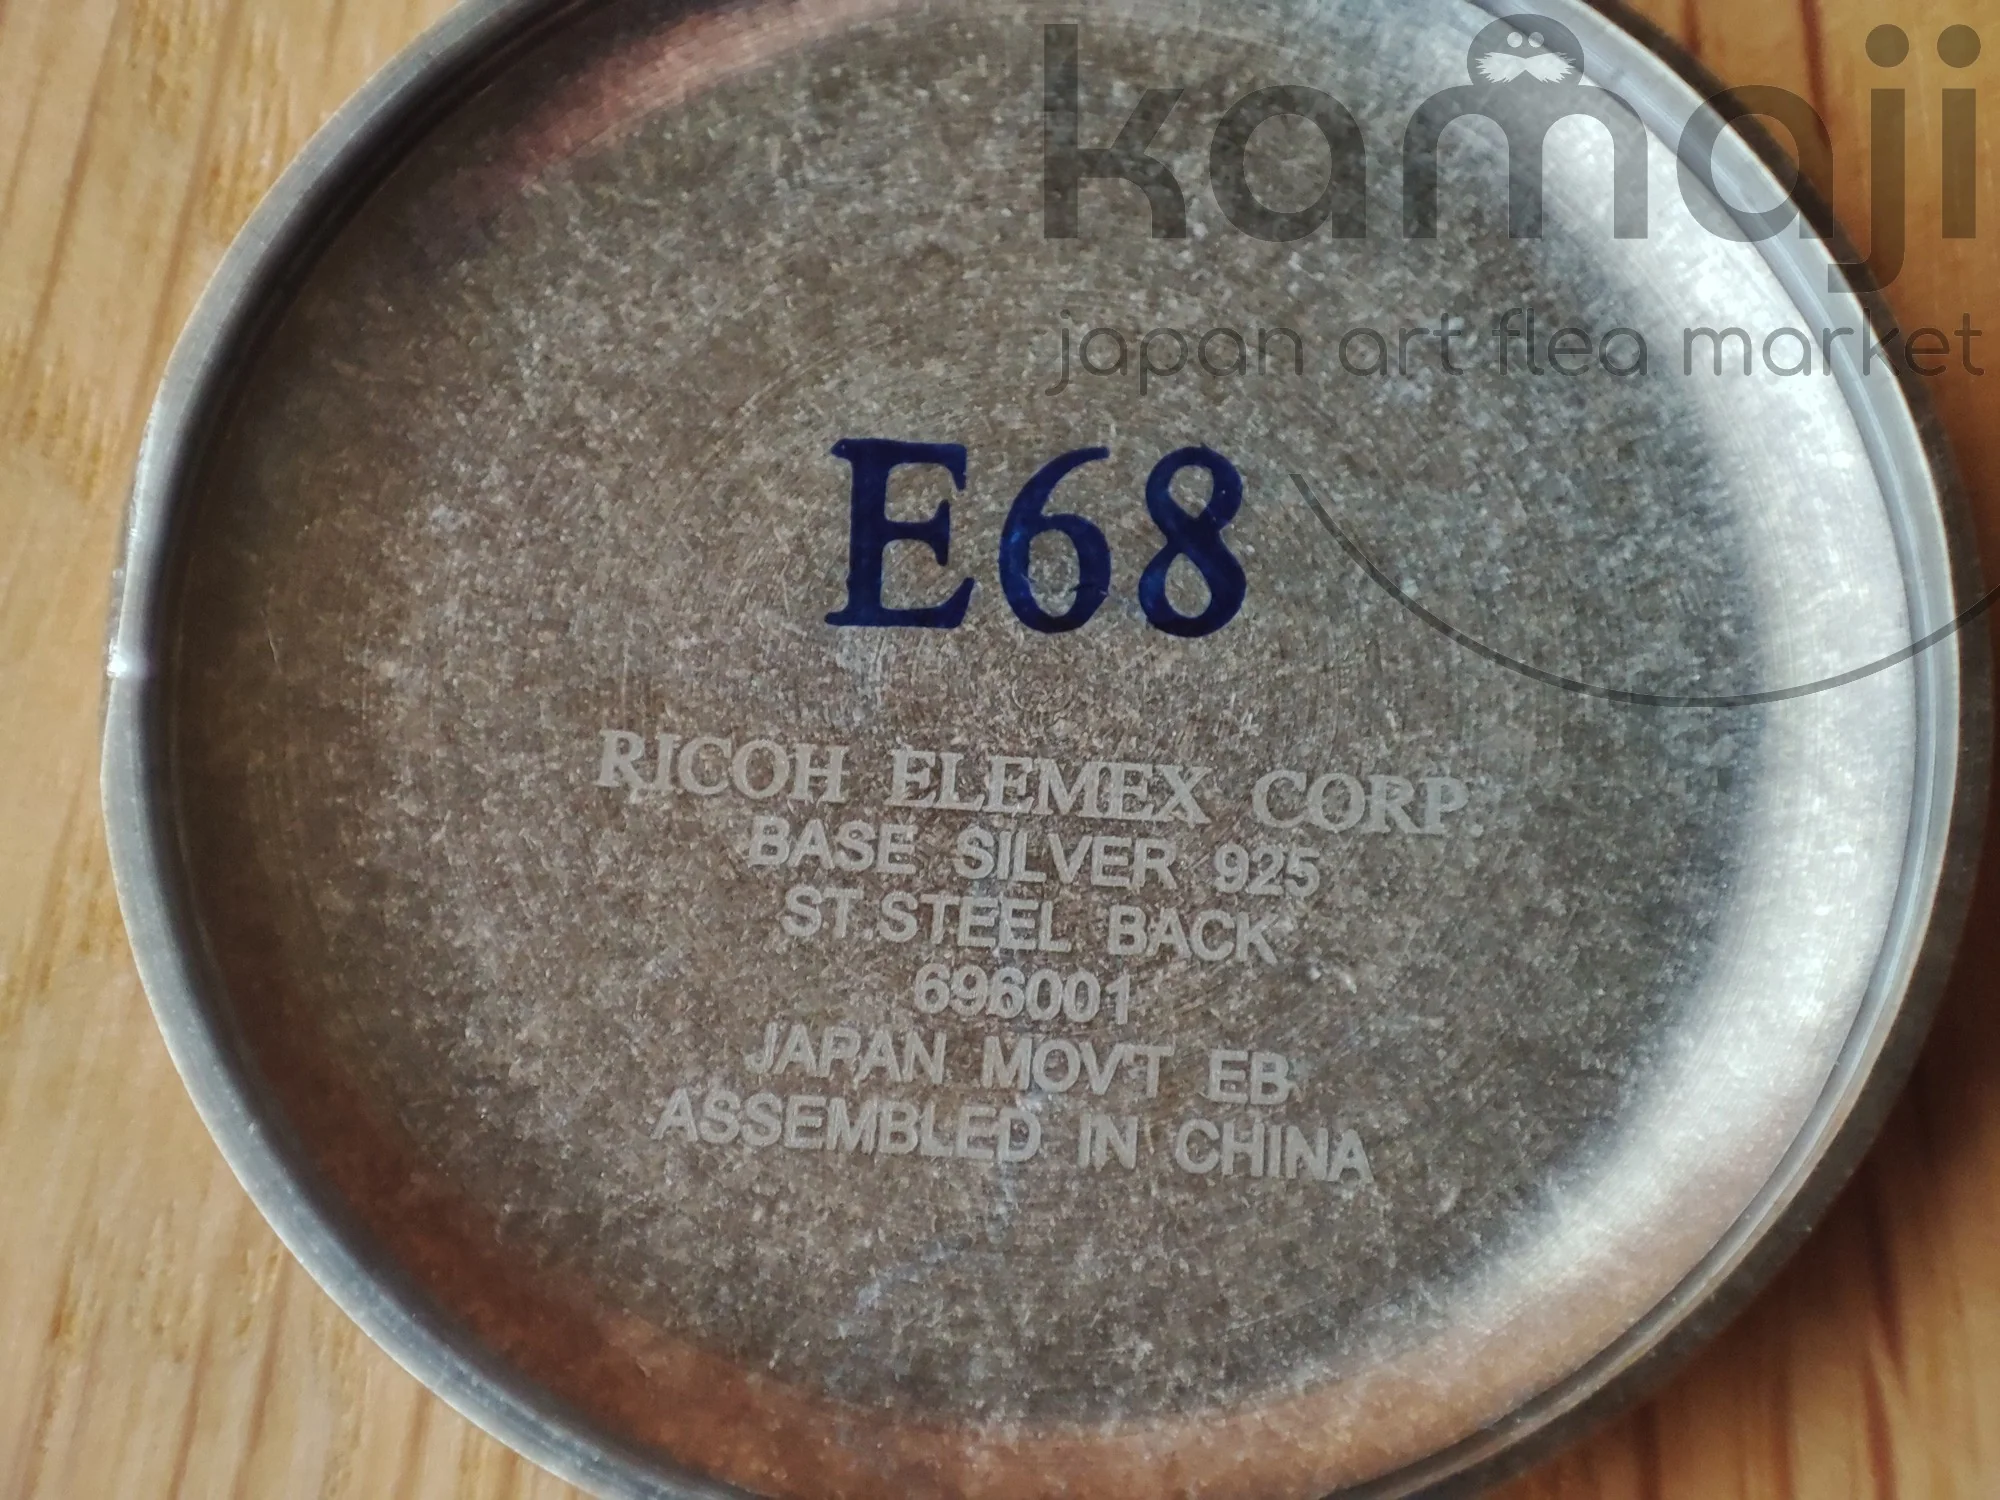 kamaji
japan art flea market
E68
RICOH ELEMEX CORP.
BASE SILVER 925
ST.STEEL BACK
696001
JAPAN MOV'T EB
ASSEMBLED IN CHINA